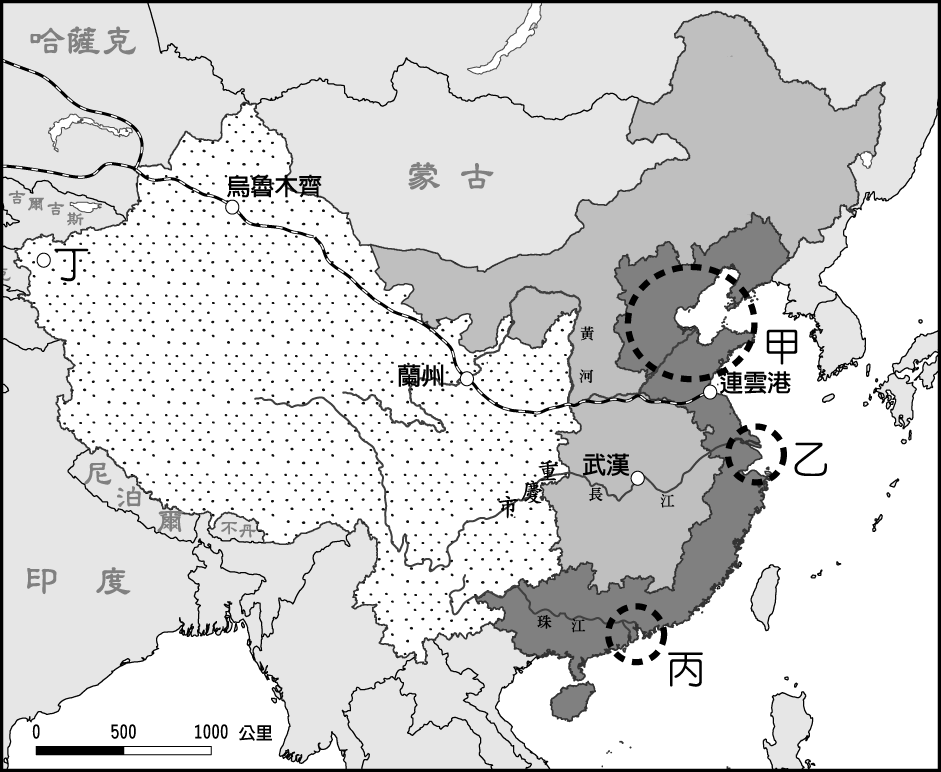 哈薩克
蒙古
烏魯木齊
吉爾吉斯
丁
克
黃河
甲
蘭州
連雲港
乙
武漢
重慶市
長江
尼泊爾
不丹
印度
珠江
丙
0 500 1000 公里